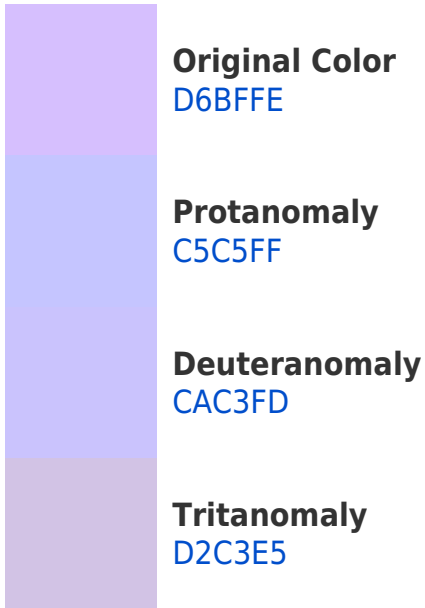 Original Color
D6BFFE
Protanomaly
C5C5FF
Deuteranomaly
CAC3FD
Tritanomaly
D2C3E5